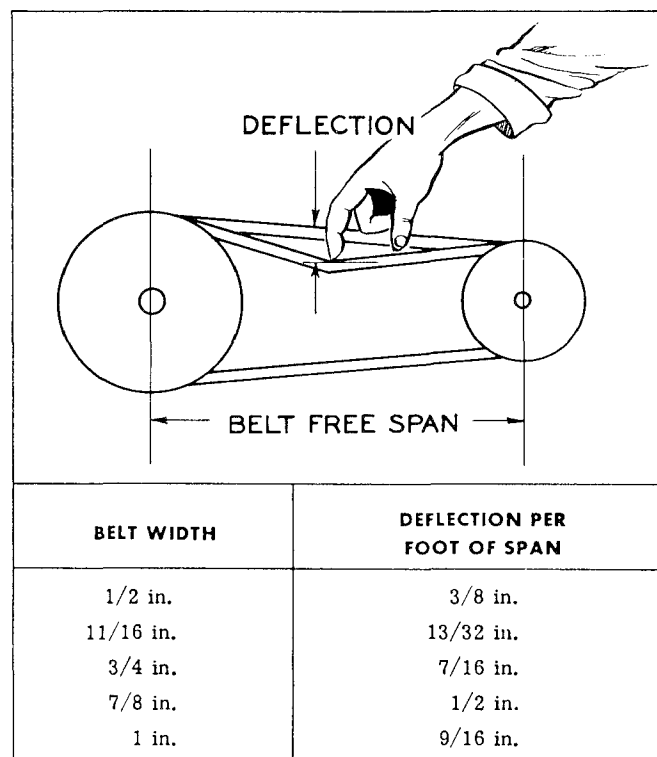 DEFLECTION
BELT FREE SPAN
BELT WIDTH
DEFLECTION PER
FOOT OF SPAN
1/2 in. 3/8 in.
11/16 in. 13/32 in.
3/4 in. 7/16 in.
7/8 in. 1/2 in.
1 in. 9/16 in.